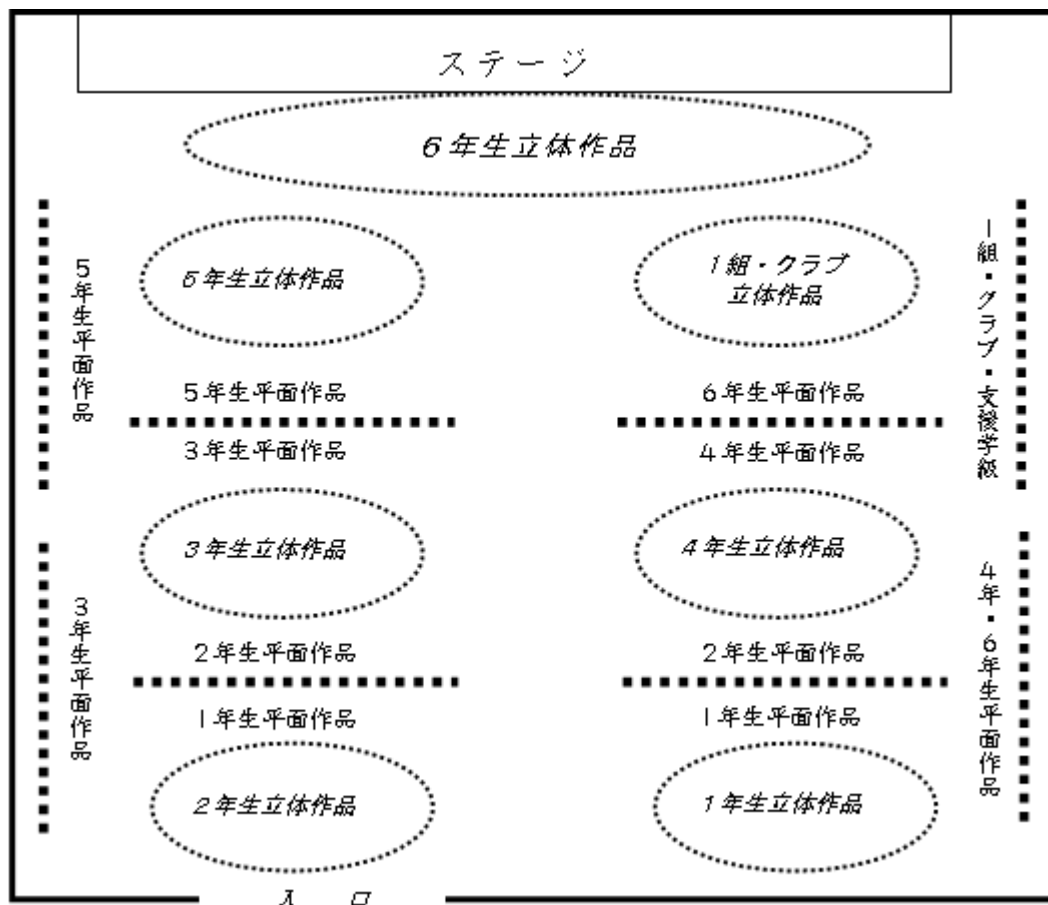 ステージ
6年生立体作品
5年生立体作品
1組・クラブ
立体作品
5年生平面作品
1組・クラブ・支援学級
5年生平面作品
6年生平面作品
3年生平面作品
4年生平面作品
3年生立体作品
4年生立体作品
3年生平面作品
4年・6年生平面作品
2年生平面作品
2年生平面作品
1年生平面作品
1年生平面作品
2年生立体作品
1年生立体作品
入口